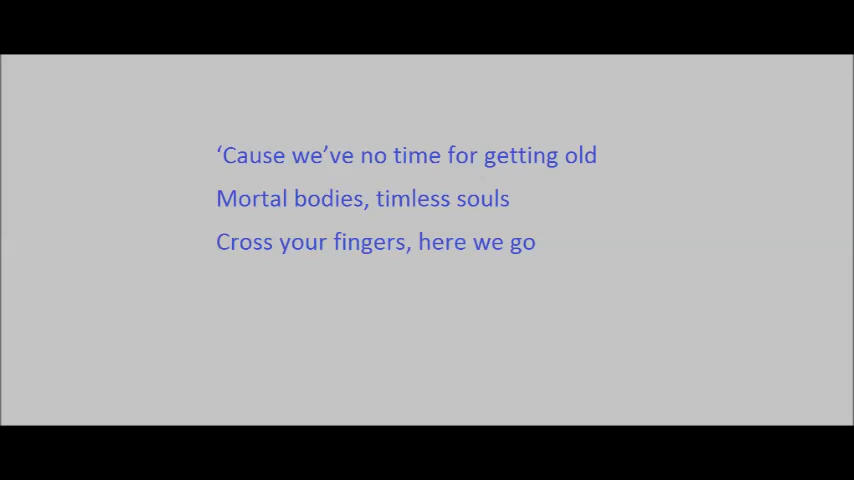 ‘Cause we’ve no time for getting old
Mortal bodies, timless souls
Cross your fingers, here we go